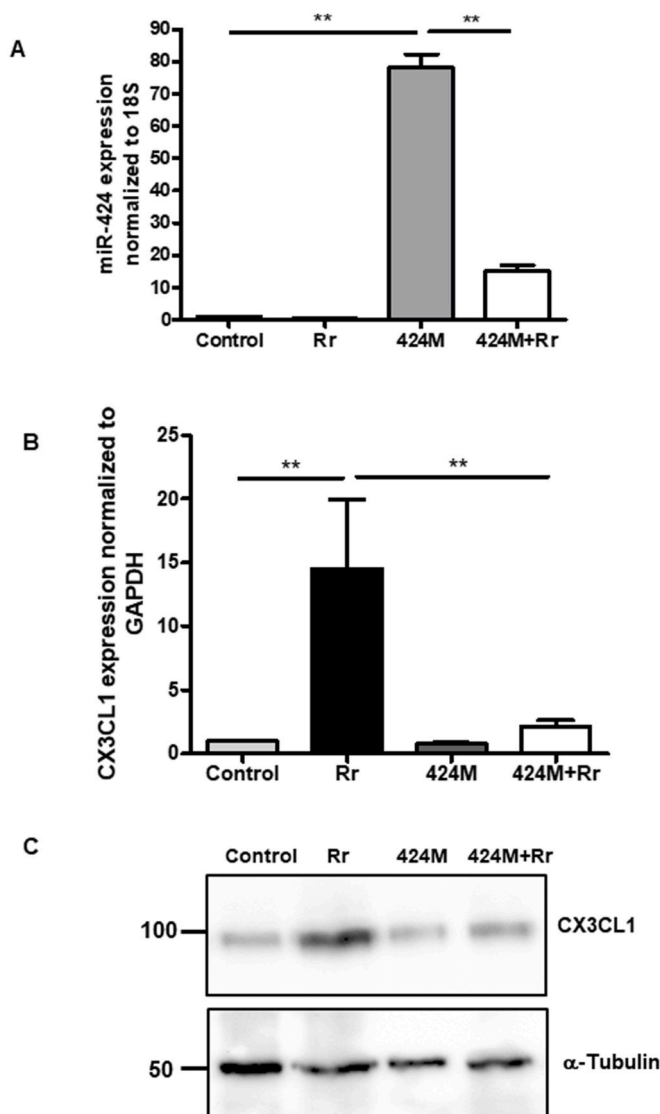 A
miR-424 expression
normalized to 18S
90
80
70
60
50
40
30
20
10
0
**
**
Control Rr 424M 424M+Rr
B
CX3CL1 expression normalized to
GAPDH
25
20
15
10
5
0
**
**
Control Rr 424M 424M+Rr
C
Control Rr 424M 424M+Rr
100
CX3CL1
50
α-Tubulin